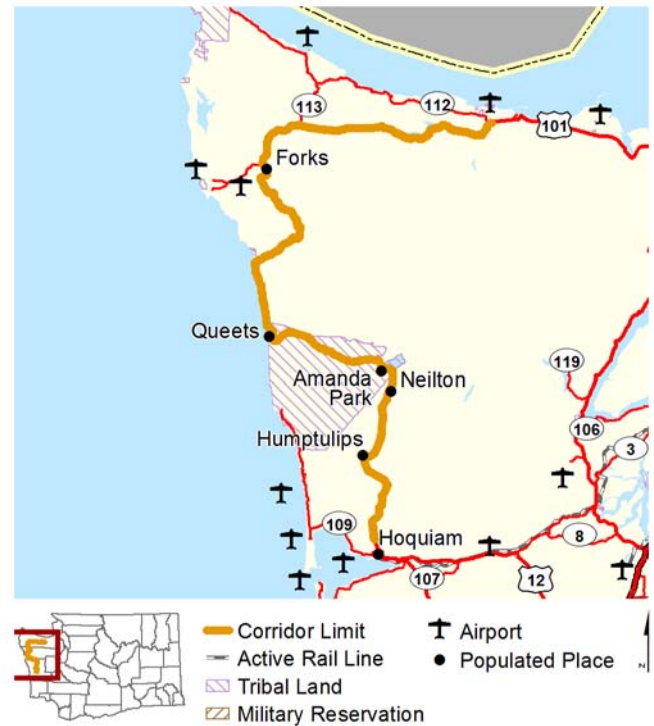 113
112
101
Forks
Queets
Amanda
Park
Neilton
119
106
3
Humptulips
109
Hoquiam
8
107
12
Corridor Limit
Active Rail Line
Tribal Land
Military Reservation
Airport
Populated Place
N